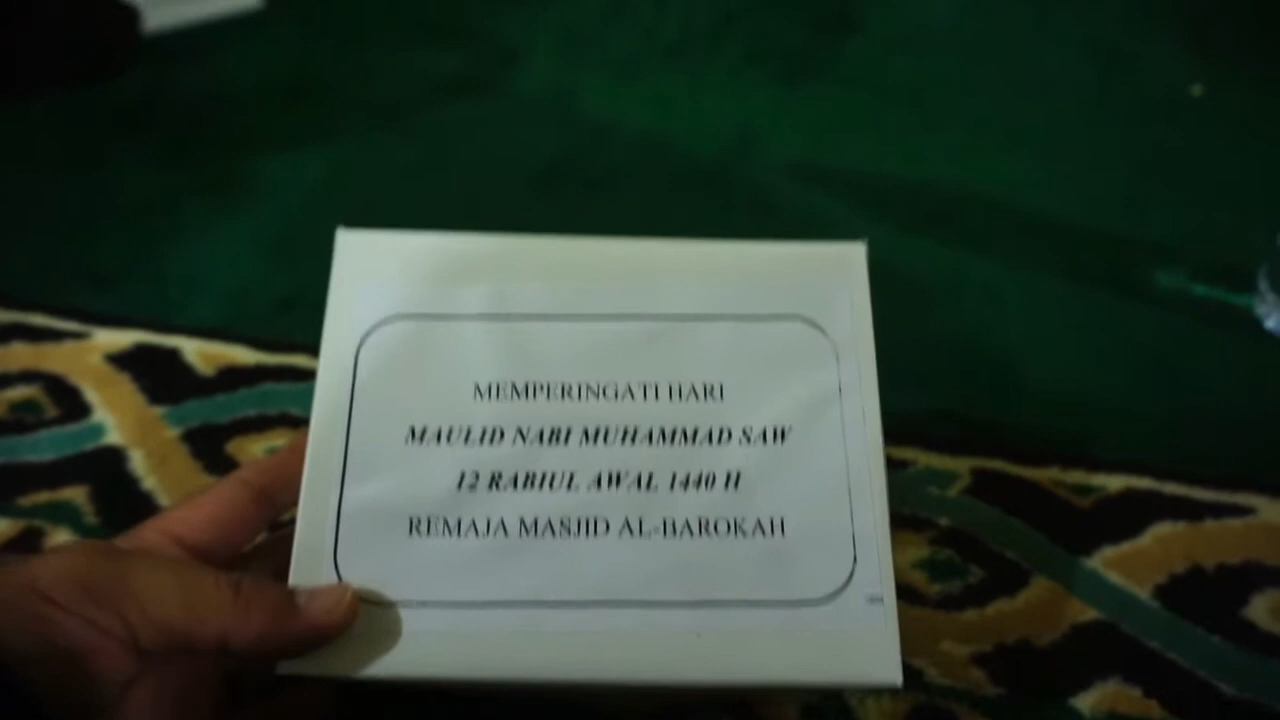 MEMPERINGATI HARI
MAULID NABI MUHAMMAD SAW
12 RABIUL AWAL 1440 H
REMAJA MASJID AL-BAROKAH